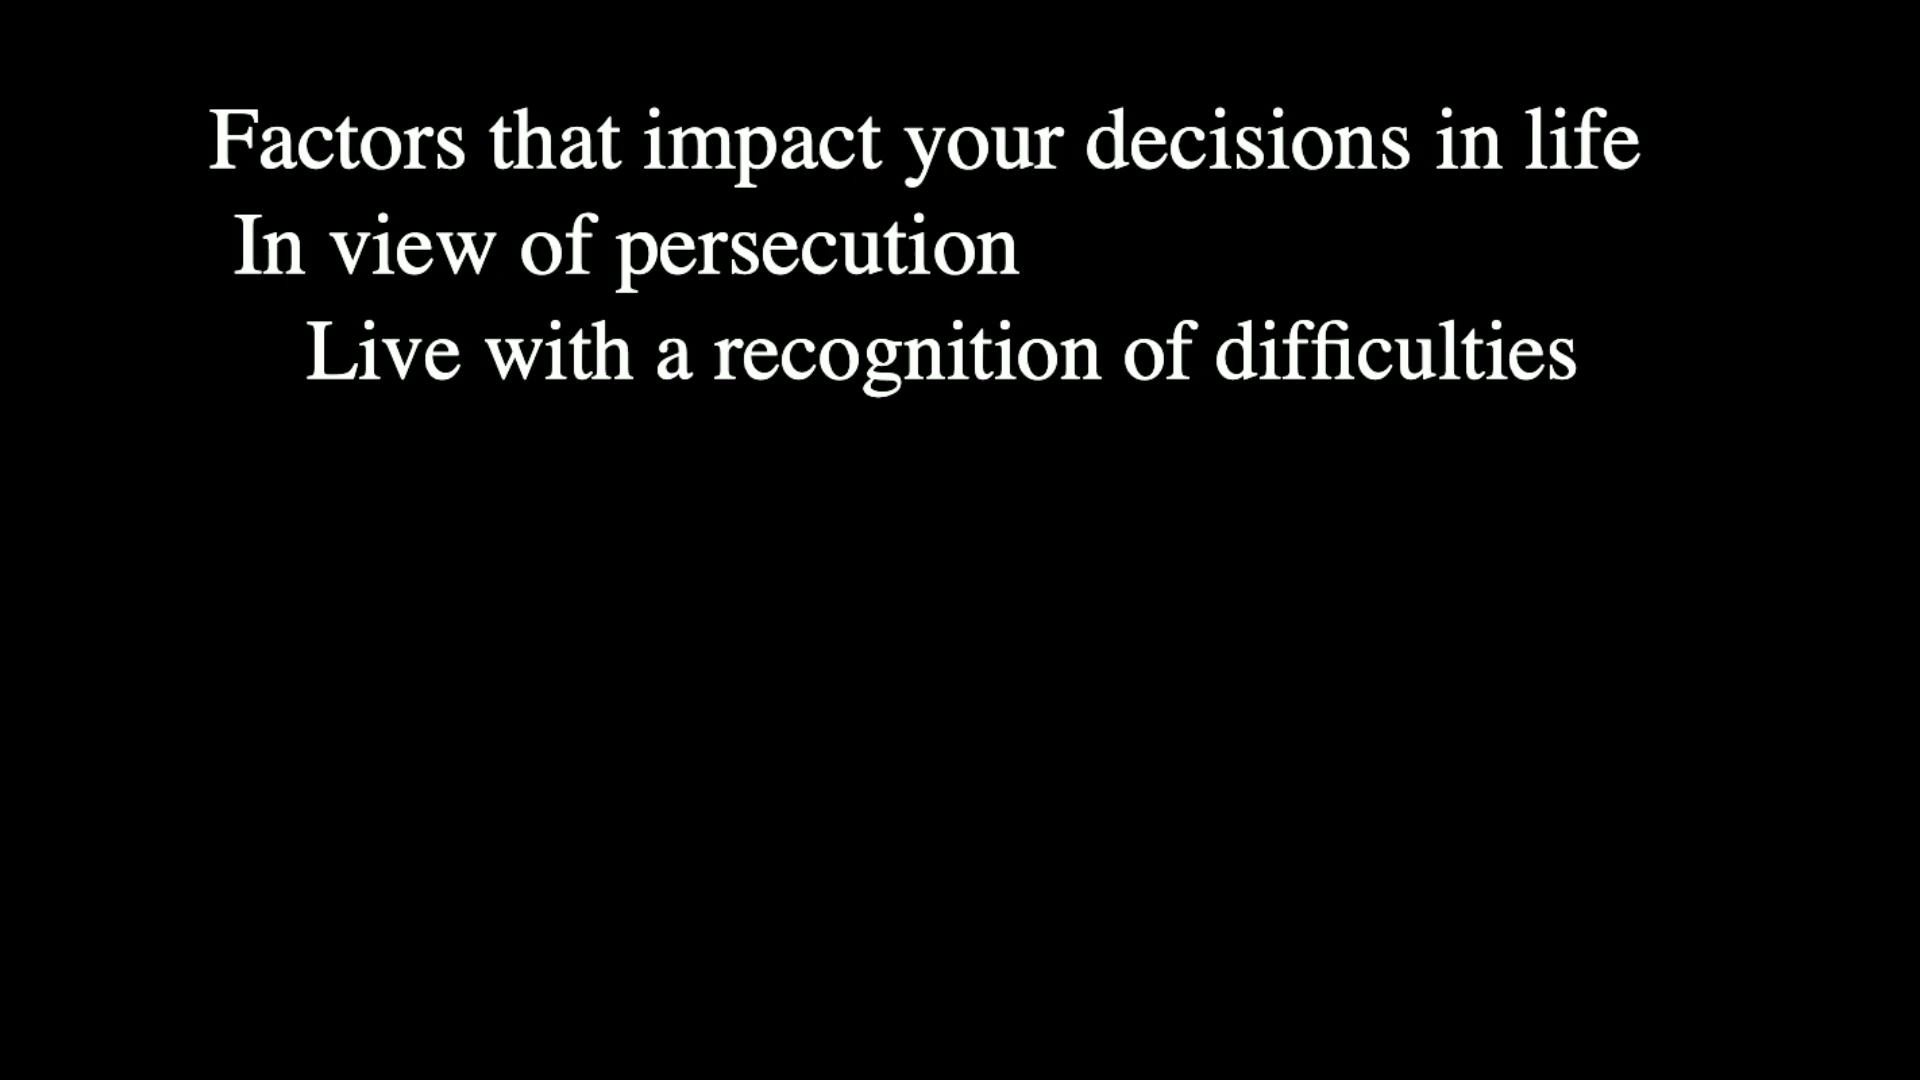 Factors that impact your decisions in life
In view of persecution
Live with a recognition of difficulties